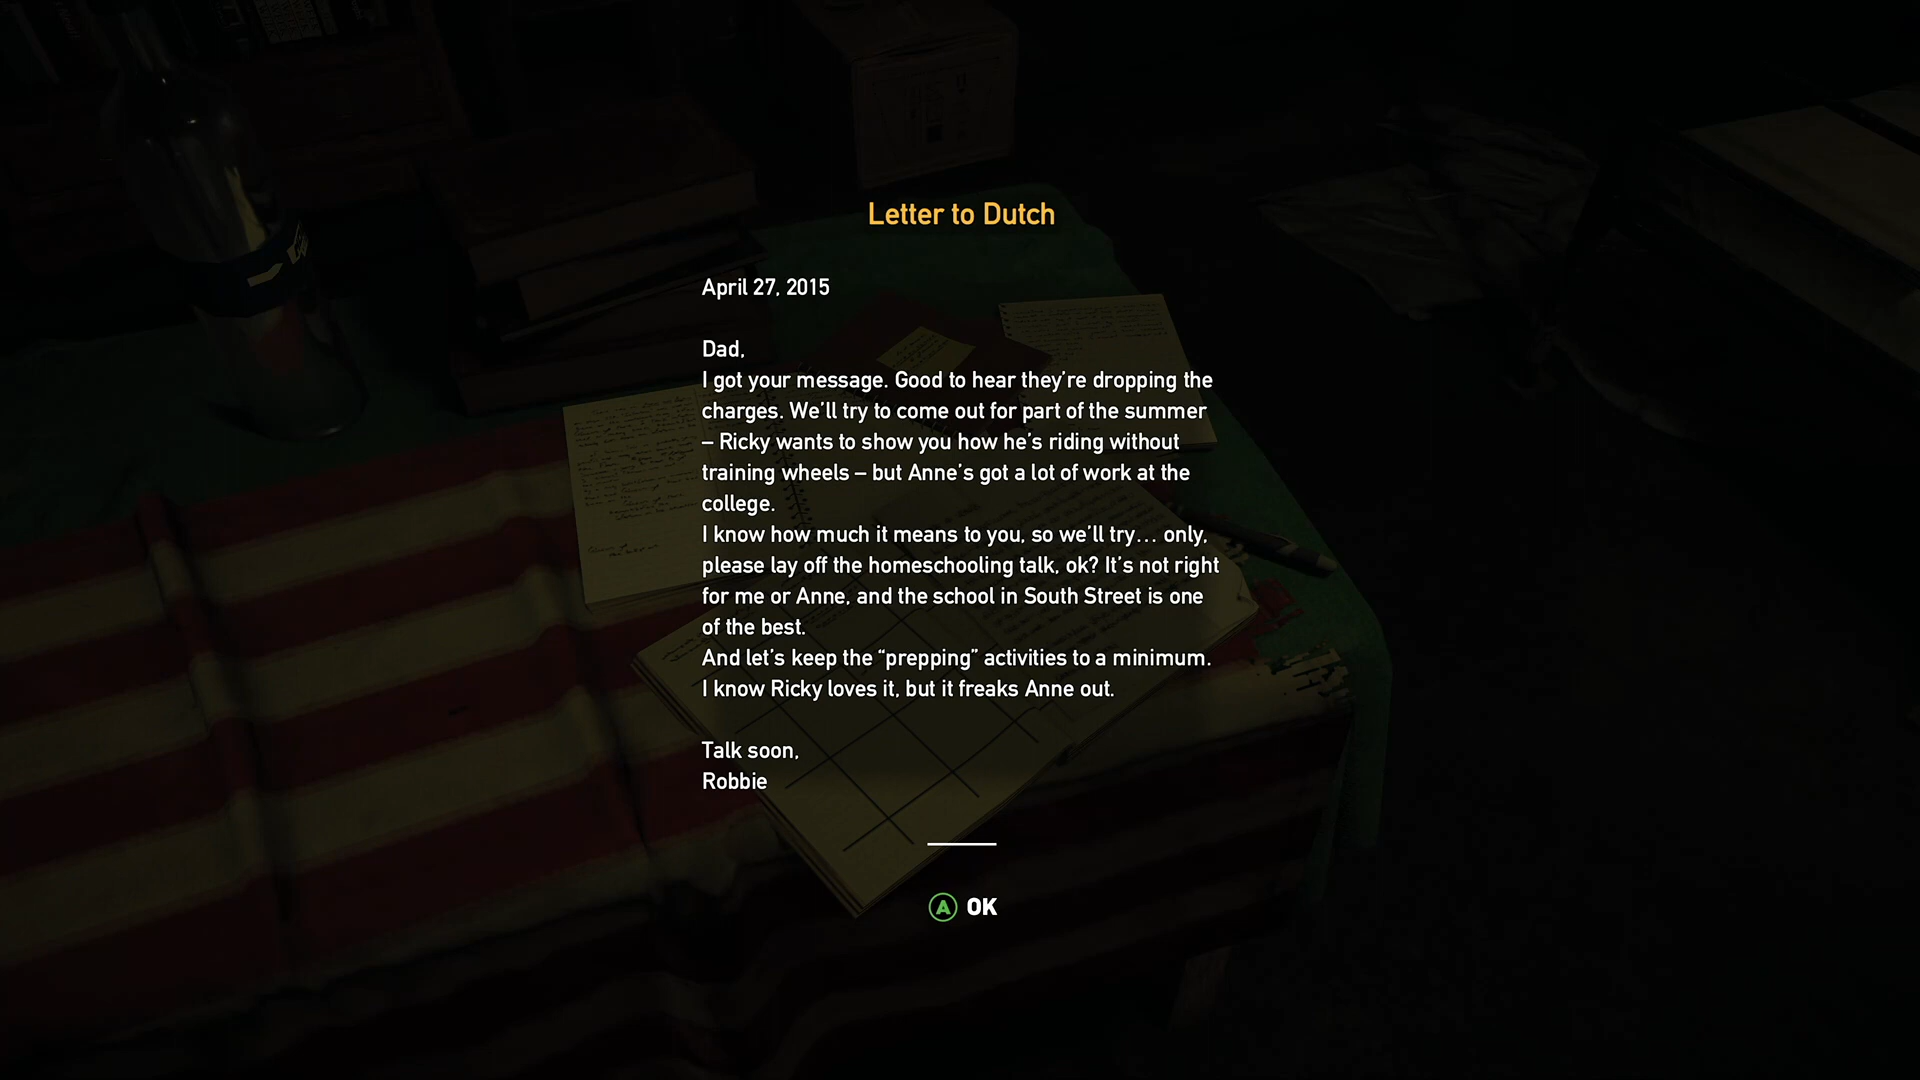 Letter to Dutch
April 27, 2015
Dad,
I got your message. Good to hear they're dropping the
charges. We'll try to come out for part of the summer
– Ricky wants to show you how he's riding without
training wheels – but Anne's got a lot of work at the
college.
I know how much it means to you, so we'll try... only,
please lay off the homeschooling talk, ok? It's not right
for me or Anne, and the school in South Street is one
of the best.
And let's keep the “prepping” activities to a minimum.
I know Ricky loves it, but it freaks Anne out.
Talk soon,
Robbie
A OK